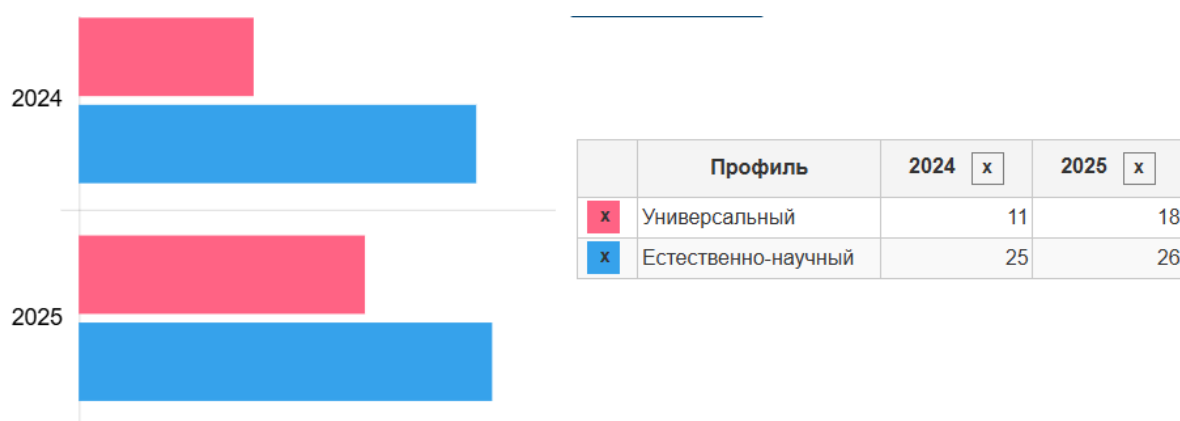 2024
2025
Профиль 2024 x 2025 x
x Универсальный 11 18
x Естественно-научный 25 26